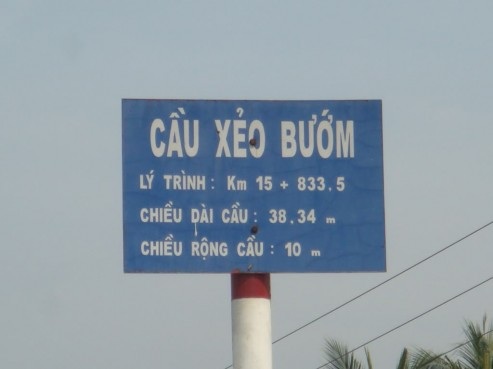 CẦU XẺO BƯỚM
LÝ TRÌNH : Km 15 + 833.5
CHIỀU DÀI CẦU : 38.34 m
CHIỀU RỘNG CẦU : 10 m